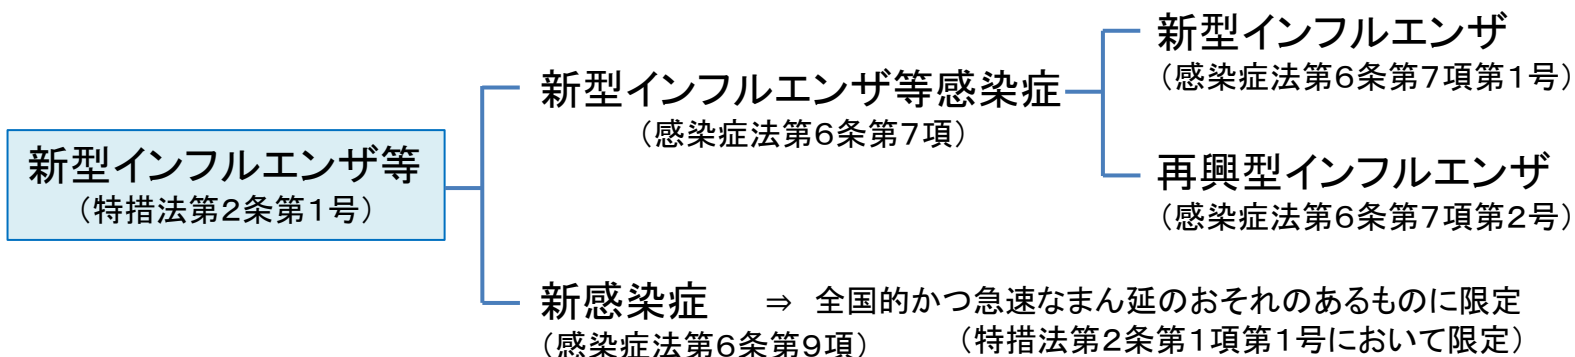 新型インフルエンザ等
（特措法第２条第１号）
新型インフルエンザ等感染症
（感染症法第６条第７項）
新型インフルエンザ
（感染症法第６条第７項第１号）
再興型インフルエンザ
（感染症法第６条第７項第２号）
新感染症　⇒　全国的かつ急速なまん延のおそれのあるものに限定
（感染症法第６条第９項）　（特措法第２条第１項第１号において限定）